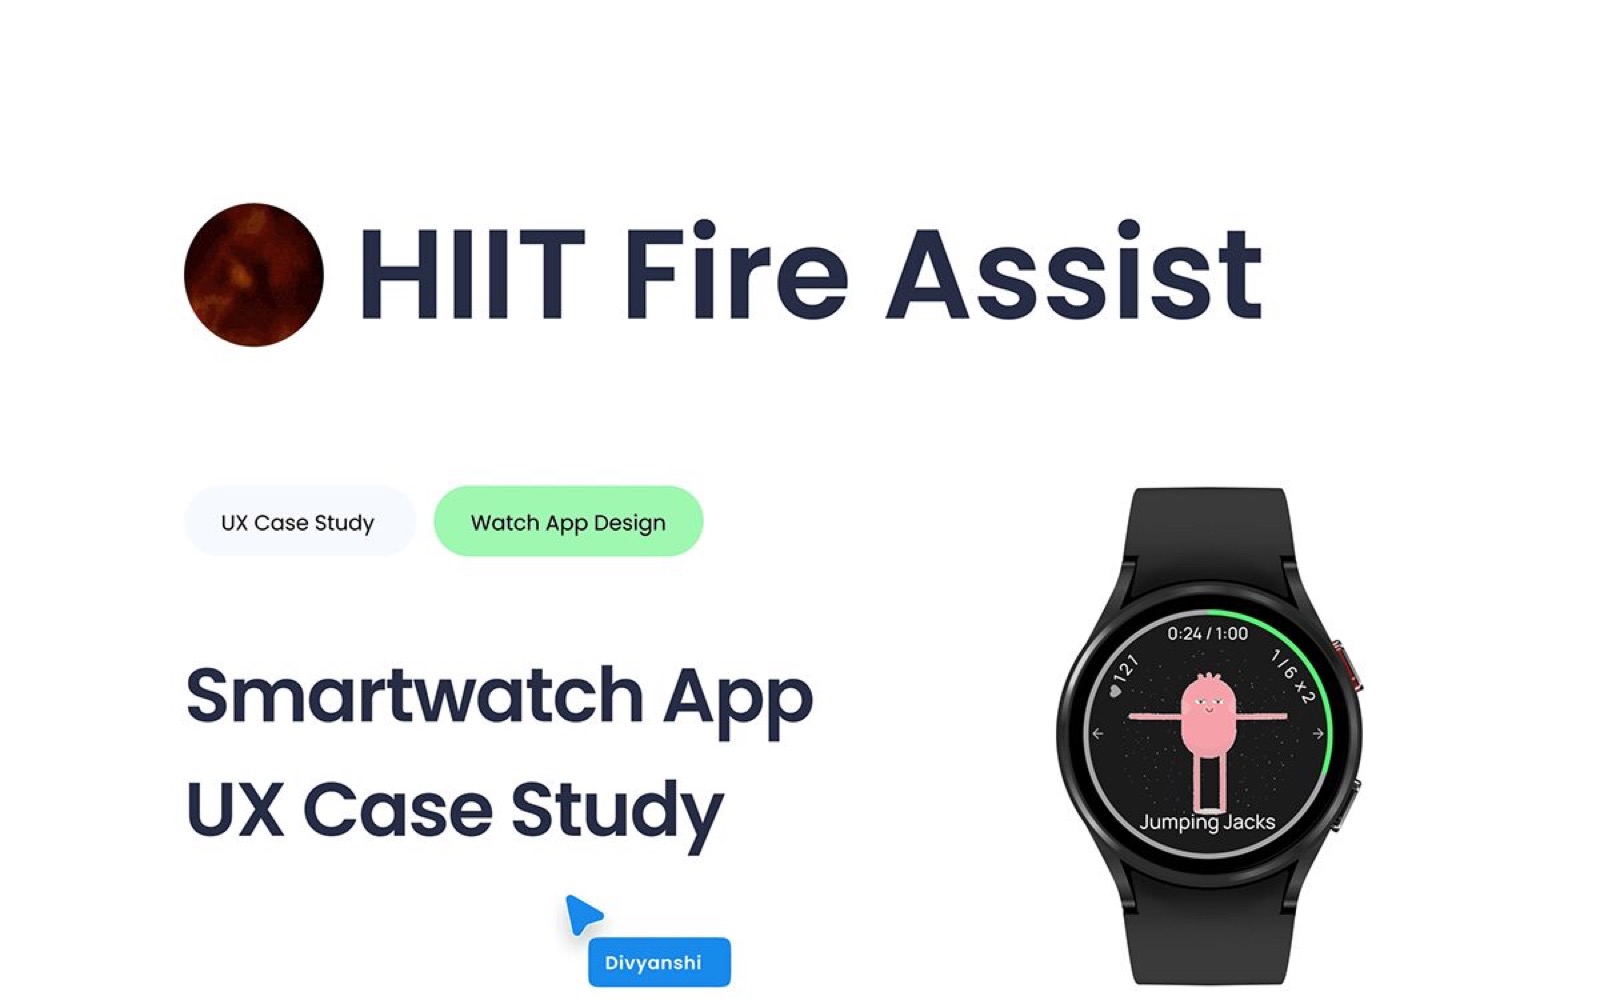 HIIT Fire Assist
UX Case Study
Watch App Design
Smartwatch App
UX Case Study
Divyanshi
0:24 / 1:00
121
1/6 x2
Jumping Jacks